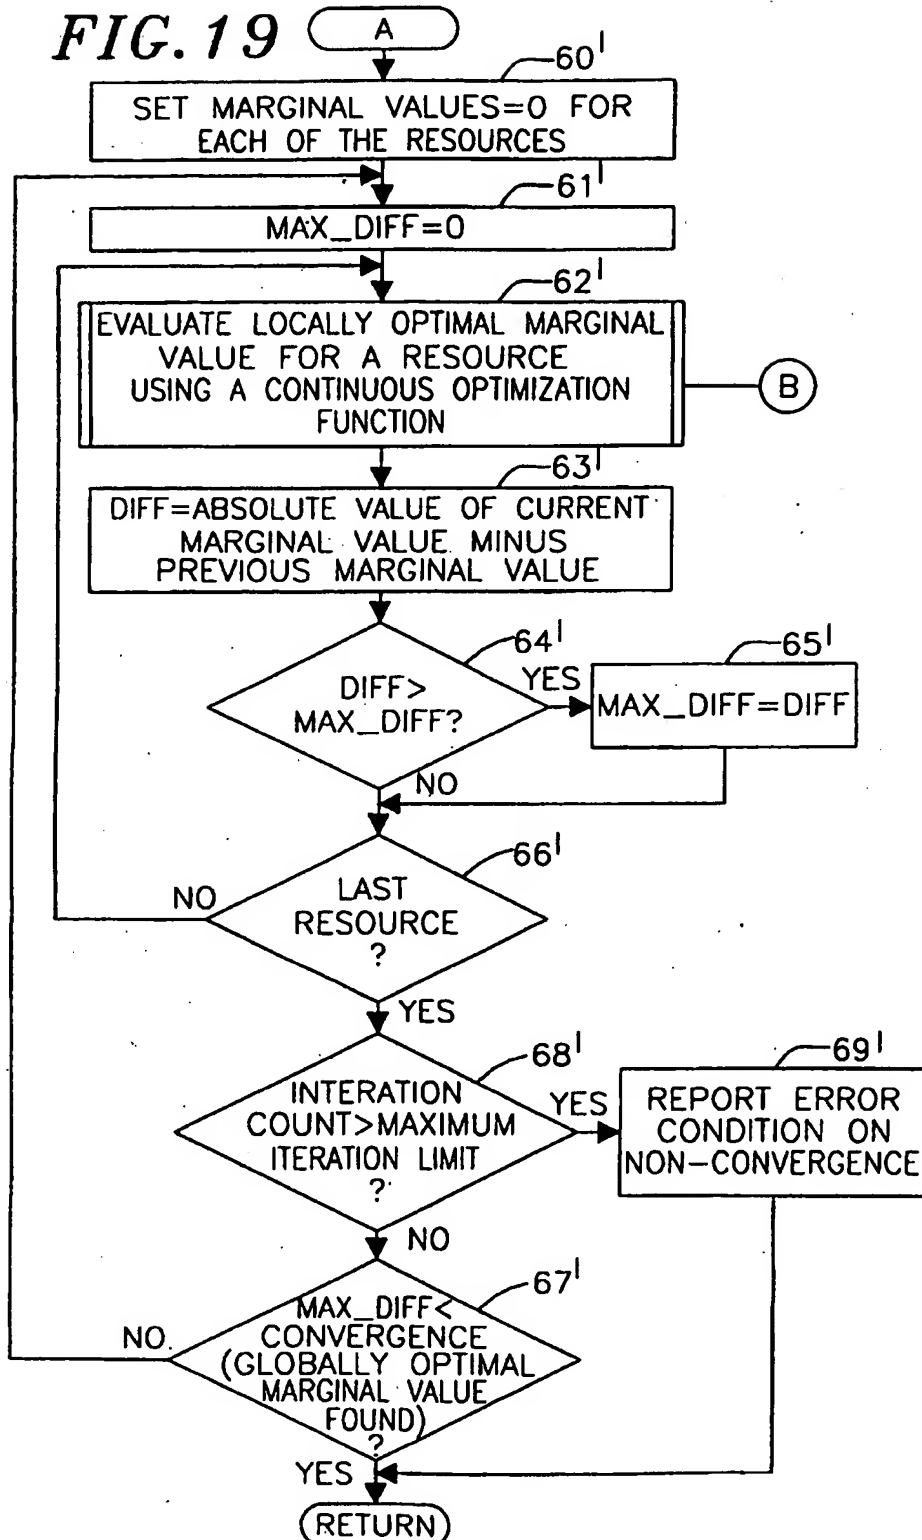 FIG. 19
A
60'
SET MARGINAL VALUES=0 FOR
EACH OF THE RESOURCES
61'
MAX_DIFF=0
62'
EVALUATE LOCALLY OPTIMAL MARGINAL
VALUE FOR A RESOURCE
USING A CONTINUOUS OPTIMIZATION
FUNCTION
B
63'
DIFF=ABSOLUTE VALUE OF CURRENT
MARGINAL VALUE MINUS
PREVIOUS MARGINAL VALUE
64'
DIFF>
MAX_DIFF?
YES
65'
MAX_DIFF=DIFF
NO
66'
LAST
RESOURCE
?
NO
YES
68'
INTERATION
COUNT>MAXIMUM
ITERATION LIMIT
?
YES
69'
REPORT ERROR
CONDITION ON
NON-CONVERGENCE
NO
67'
MAX_DIFF<
CONVERGENCE
(GLOBALLY OPTIMAL
MARGINAL VALUE
FOUND)
?
NO
YES
RETURN